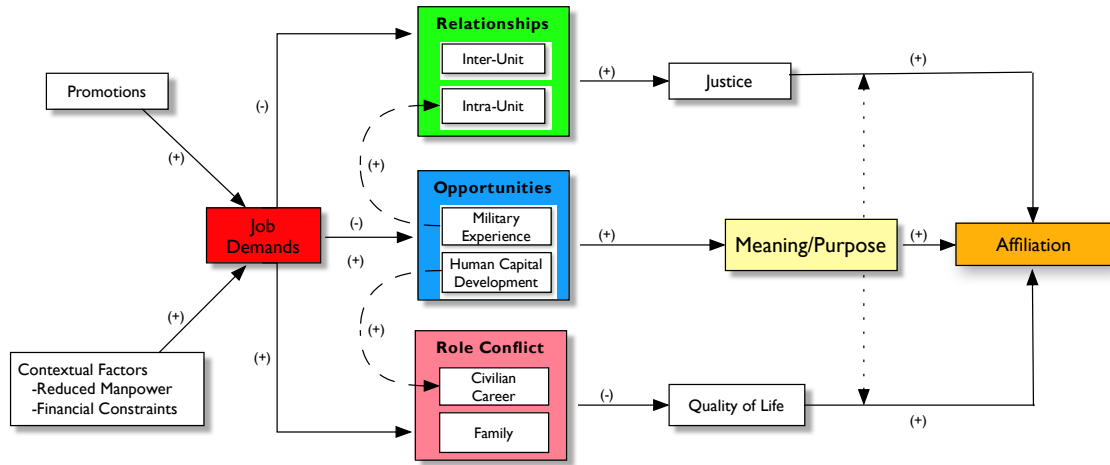 Relationships
Inter-Unit
Intra-Unit
(+)
Justice
(+)
Promotions
(-)
(+)
(+)
Opportunities
Military
Experience
Human Capital
Development
Job
Demands
(-)
(+)
(+)
Meaning/Purpose
(+)
Affiliation
(+)
(+)
(+)
Contextual Factors
-Reduced Manpower
-Financial Constraints
Role Conflict
Civilian
Career
Family
(-)
Quality of Life
(+)